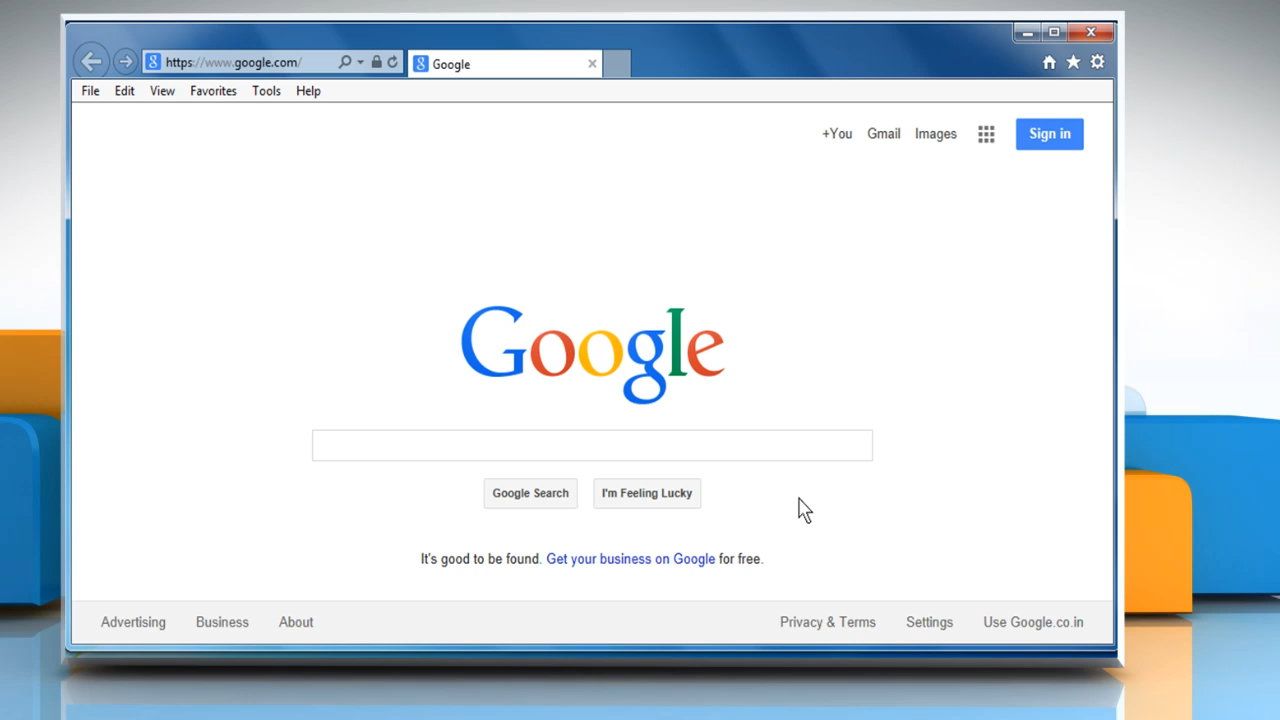 https://www.google.com/
Google
File Edit View Favorites Tools Help
+You Gmail Images Sign in
Google
Google Search I'm Feeling Lucky
It's good to be found. Get your business on Google for free.
Advertising Business About Privacy & Terms Settings Use Google.co.in